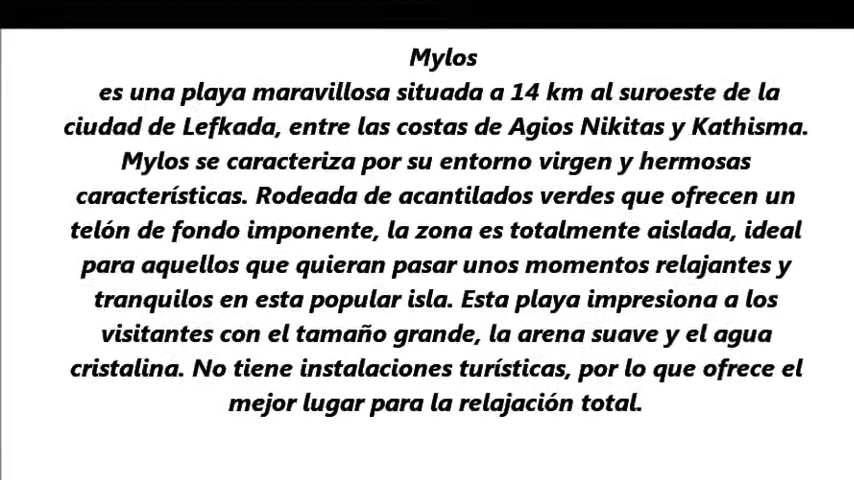 Mylos
es una playa maravillosa situada a 14 km al suroeste de la
ciudad de Lefkada, entre las costas de Agios Nikitas y Kathisma.
Mylos se caracteriza por su entorno virgen y hermosas
características. Rodeada de acantilados verdes que ofrecen un
telón de fondo imponente, la zona es totalmente aislada, ideal
para aquellos que quieran pasar unos momentos relajantes y
tranquilos en esta popular isla. Esta playa impresiona a los
visitantes con el tamaño grande, la arena suave y el agua
cristalina. No tiene instalaciones turísticas, por lo que ofrece el
mejor lugar para la relajación total.